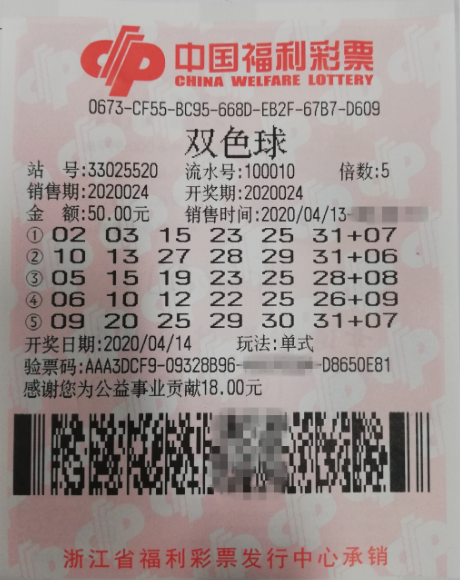 中国福利彩票
CHINA WELFARE LOTTERY
0673-CF55-BC95-668D-EB2F-67B7-D609
双色球
站 号:33025520 流水号:100010 倍数:5
销售期:2020024 开奖期:2020024
金 额:50.00元 销售时间:2020/04/13-
① 02 03 15 23 25 31+07
② 10 13 27 28 29 31+06
③ 05 15 19 23 25 28+08
④ 06 10 12 22 25 26+09
⑤ 09 20 25 29 30 31+07
开奖日期:2020/04/14 玩法:单式
验票码:AAA3DCF9-09328B96- -D8650E81
感谢您为公益事业贡献18.00元
浙江省福利彩票发行中心承销